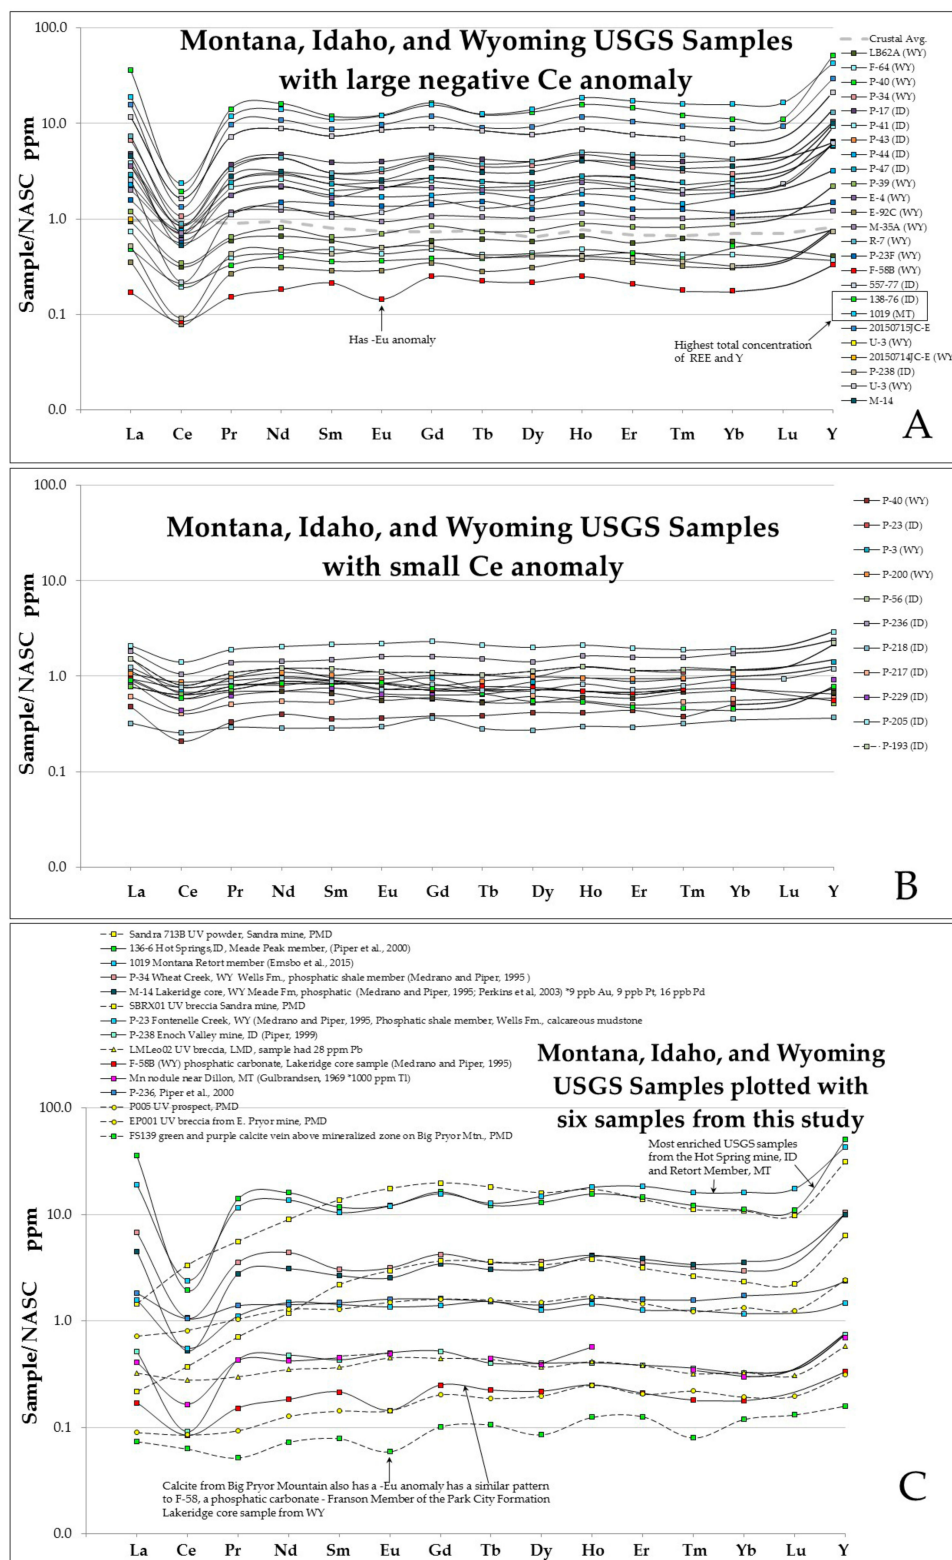 Montana, Idaho, and Wyoming USGS Samples
with large negative Ce anomaly
Sample/NASC ppm
100.0
10.0
1.0
0.1
0.0
La Ce Pr Nd Sm Eu Gd Tb Dy Ho Er Tm Yb Lu Y
Has -Eu anomaly
Highest total concentration
of REE and Y
Crustal Avg.
LB62A (WY)
F-64 (WY)
P-40 (WY)
P-34 (WY)
P-17 (ID)
P-41 (ID)
P-43 (ID)
P-44 (ID)
P-47 (ID)
P-39 (WY)
E-4 (WY)
E-92C (WY)
M-35A (WY)
R-7 (WY)
P-23F (WY)
F-58B (WY)
557-77 (ID)
138-76 (ID)
1019 (MT)
20150715JC-E
U-3 (WY)
20150714JC-E (WY
P-238 (ID)
U-3 (WY)
M-14
A
Montana, Idaho, and Wyoming USGS Samples
with small Ce anomaly
Sample/NASC ppm
100.0
10.0
1.0
0.1
0.0
La Ce Pr Nd Sm Eu Gd Tb Dy Ho Er Tm Yb Lu Y
P-40 (WY)
P-23 (ID)
P-3 (WY)
P-200 (WY)
P-56 (ID)
P-236 (ID)
P-218 (ID)
P-217 (ID)
P-229 (ID)
P-205 (ID)
P-193 (ID)
B
Sandra 713B UV powder, Sandra mine, PMD
136-6 Hot Springs,ID, Meade Peak member, (Piper et al., 2000)
1019 Montana Retort member (Emsbo et al., 2015)
P-34 Wheat Creek, WY Wells Fm., phosphatic shale member (Medrano and Piper, 1995 )
M-14 Lakeridge core, WY Meade Fm, phosphatic (Medrano and Piper, 1995; Perkins et al, 2003) *9 ppb Au, 9 ppb Pt, 16 ppb Pd
SBRX01 UV breccia Sandra mine, PMD
P-23 Fontenelle Creek, WY (Medrano and Piper, 1995, Phosphatic shale member, Wells Fm., calcareous mudstone
P-238 Enoch Valley mine, ID (Piper, 1999)
LMLeo02 UV breccia, LMD, sample had 28 ppm Pb
F-58B (WY) phosphatic carbonate, Lakeridge core sample (Medrano and Piper, 1995)
Mn nodule near Dillon, MT (Gulbrandsen, 1969 *1000 ppm Tl)
P-236, Piper et al., 2000
P005 UV prospect, PMD
EP001 UV breccia from E. Pryor mine, PMD
FS139 green and purple calcite vein above mineralized zone on Big Pryor Mtn., PMD
Montana, Idaho, and Wyoming
USGS Samples plotted with
six samples from this study
Most enriched USGS samples
from the Hot Spring mine, ID
and Retort Member, MT
Sample/NASC ppm
100.0
10.0
1.0
0.1
0.0
Calcite from Big Pryor Mountain also has a -Eu anomaly has a similar pattern
to F-58, a phosphatic carbonate - Franson Member of the Park City Formation
Lakeridge core sample from WY
La Ce Pr Nd Sm Eu Gd Tb Dy Ho Er Tm Yb Lu Y
C